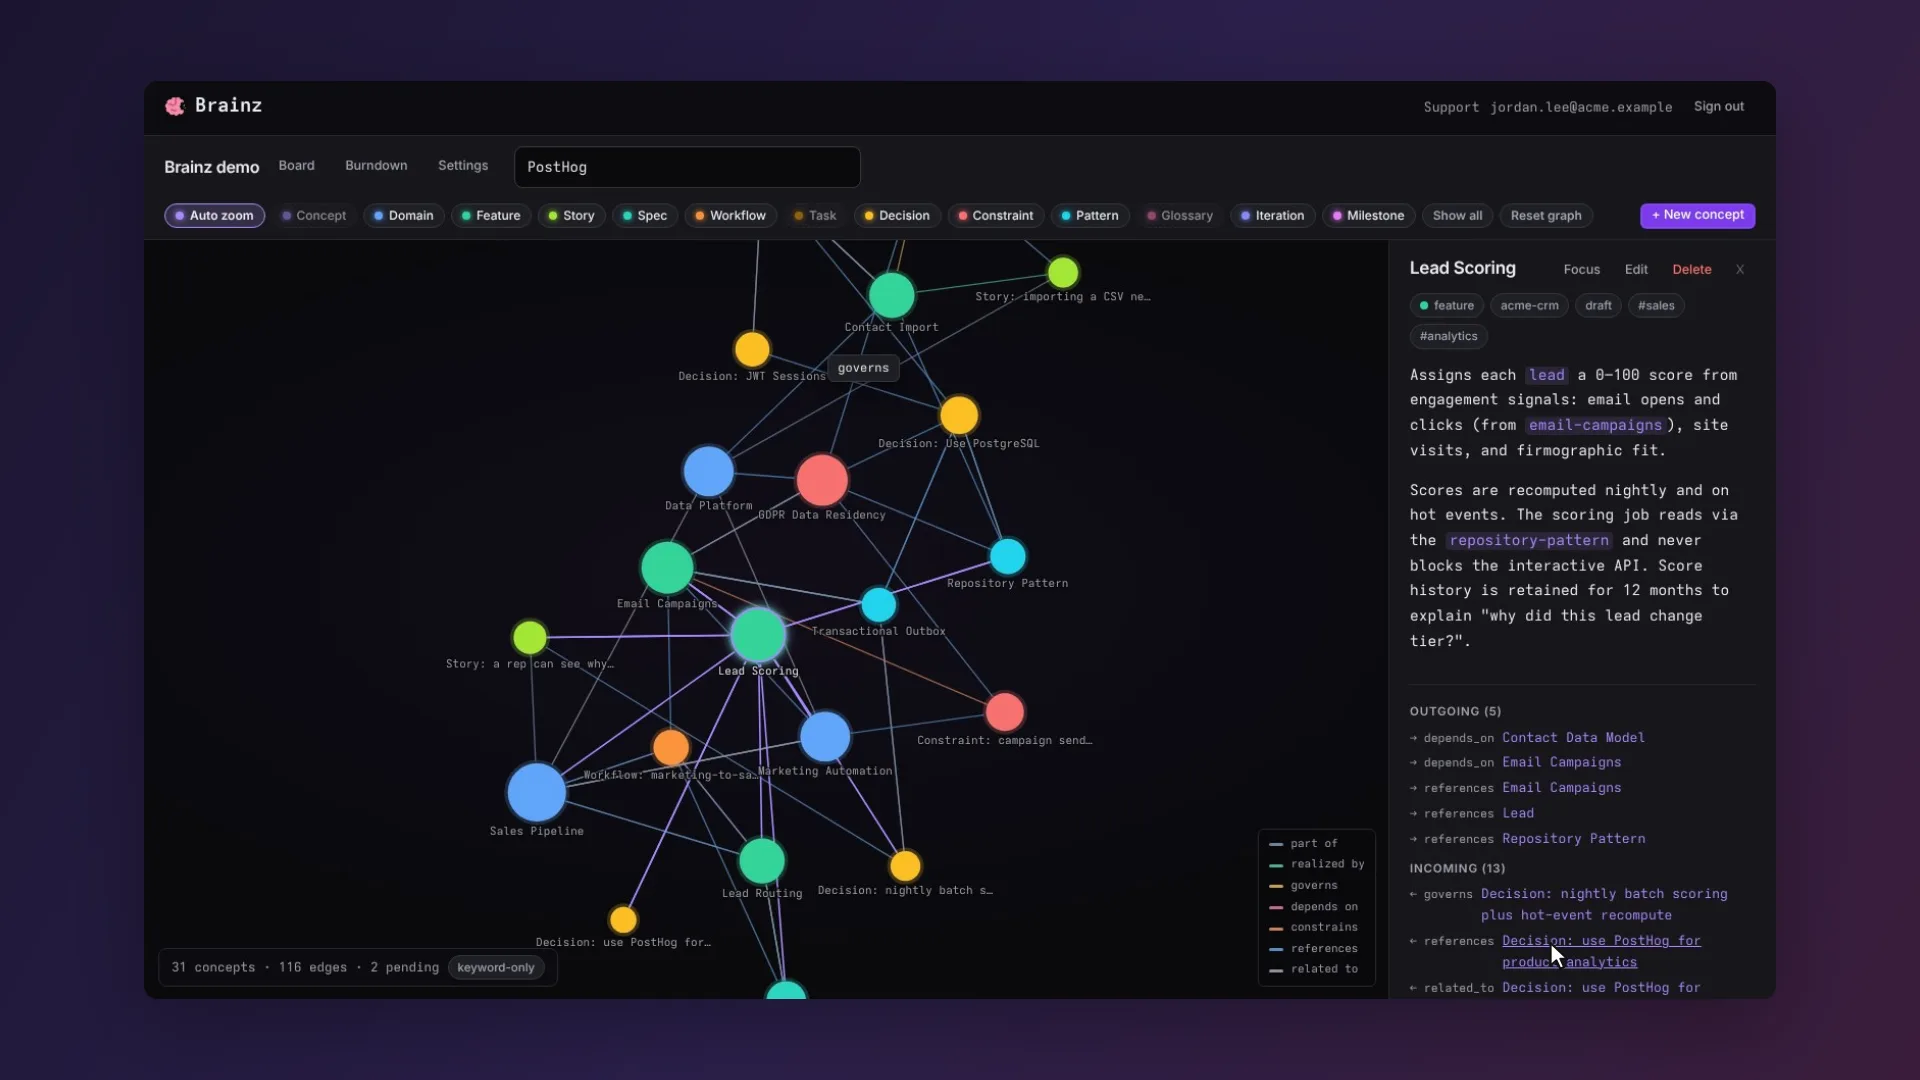 Brainz
Support jordan.lee@acme.example Sign out
Brainz demo Board Burndown Settings PostHog
Auto zoom Concept Domain Feature Story Spec Workflow Task Decision Constraint Pattern Glossary Iteration Milestone Show all Reset graph + New concept
Story: importing a CSV ne…
Contact Import
Decision: JWT Sessions
governs
Decision: Use PostgreSQL
Data Platform
GDPR Data Residency
Repository Pattern
Email Campaigns
Transactional Outbox
Story: a rep can see why…
Lead Scoring
Constraint: campaign send…
Workflow: marketing-to-sa…
Marketing Automation
Sales Pipeline
Lead Routing
Decision: nightly batch s…
Decision: use PostHog for…
31 concepts · 116 edges · 2 pending keyword-only
part of
realized by
governs
depends on
constrains
references
related to
Lead Scoring Focus Edit Delete X
feature acme-crm draft #sales
#analytics
Assigns each lead a 0–100 score from
engagement signals: email opens and
clicks (from email-campaigns), site
visits, and firmographic fit.
Scores are recomputed nightly and on
hot events. The scoring job reads via
the repository-pattern and never
blocks the interactive API. Score
history is retained for 12 months to
explain "why did this lead change
tier?".
OUTGOING (5)
→ depends_on Contact Data Model
→ depends_on Email Campaigns
→ references Email Campaigns
→ references Lead
→ references Repository Pattern
INCOMING (13)
← governs Decision: nightly batch scoring
plus hot-event recompute
← references Decision: use PostHog for
product analytics
← related_to Decision: use PostHog for